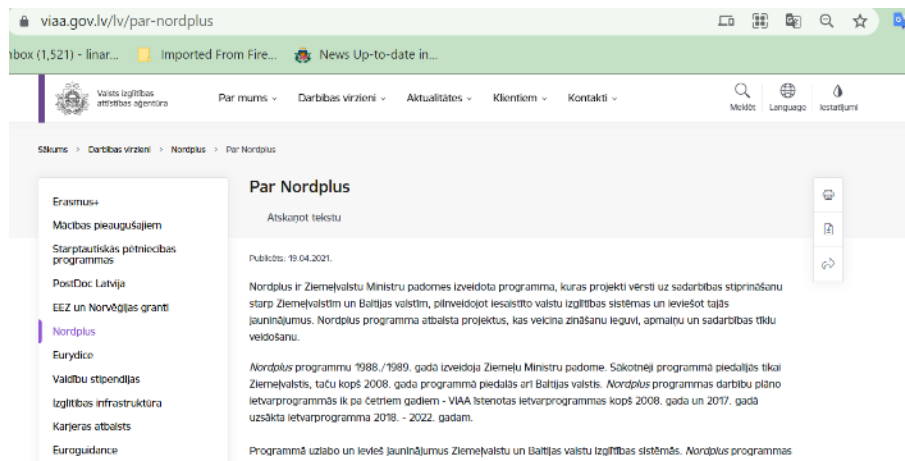 viaa.gov.lv/lv/par-nordplus
nbox (1,521) - linar... Imported From Fire... News Up-to-date in...
Valsts izglītības
attīstības aģentūra
Par mums Darbības virzieni Aktualitātes Klientiem Kontakti
Meklēt Language Iestatījumi
Sākums > Darbības virzieni > Nordplus > Par Nordplus
Erasmus+
Mācības pieaugušajiem
Starptautiskās pētniecības
programmas
PostDoc Latvija
EEZ un Norvēģijas granti
Nordplus
Eurydice
Valdību stipendijas
Izglītības infrastruktūra
Karjeras atbalsts
Euroguidance
Par Nordplus
Atskaņot tekstu
Publicēts: 19.04.2021.
Nordplus ir Ziemeļvalstu Ministru padomes izveidota programma, kuras projekti vērsti uz sadarbības stiprināšanu
starp Ziemeļvalstīm un Baltijas valstīm, pilnveidojot iesaistīto valstu izglītības sistēmas un ieviešot tajās
jauninājumus. Nordplus programma atbalsta projektus, kas veicina zināšanu ieguvi, apmaiņu un sadarbības tīklu
veidošanu.
Nordplus programmu 1988./1989. gadā izveidoja Ziemeļu Ministru padome. Sākotnēji programmā piedalījās tikai
Ziemeļvalstis, taču kopš 2008. gada programmā piedalās arī Baltijas valstis. Nordplus programmas darbību plāno
ietvarprogrammās ik pa četriem gadiem - VIAA īstenotas ietvarprogrammas kopš 2008. gada un 2017. gadā
uzsākta ietvarprogramma 2018. - 2022. gadam.
Programmā uzlabo un ievieš jauninājumus Ziemeļvalstu un Baltijas valstu izglītības sistēmās. Nordplus programmas